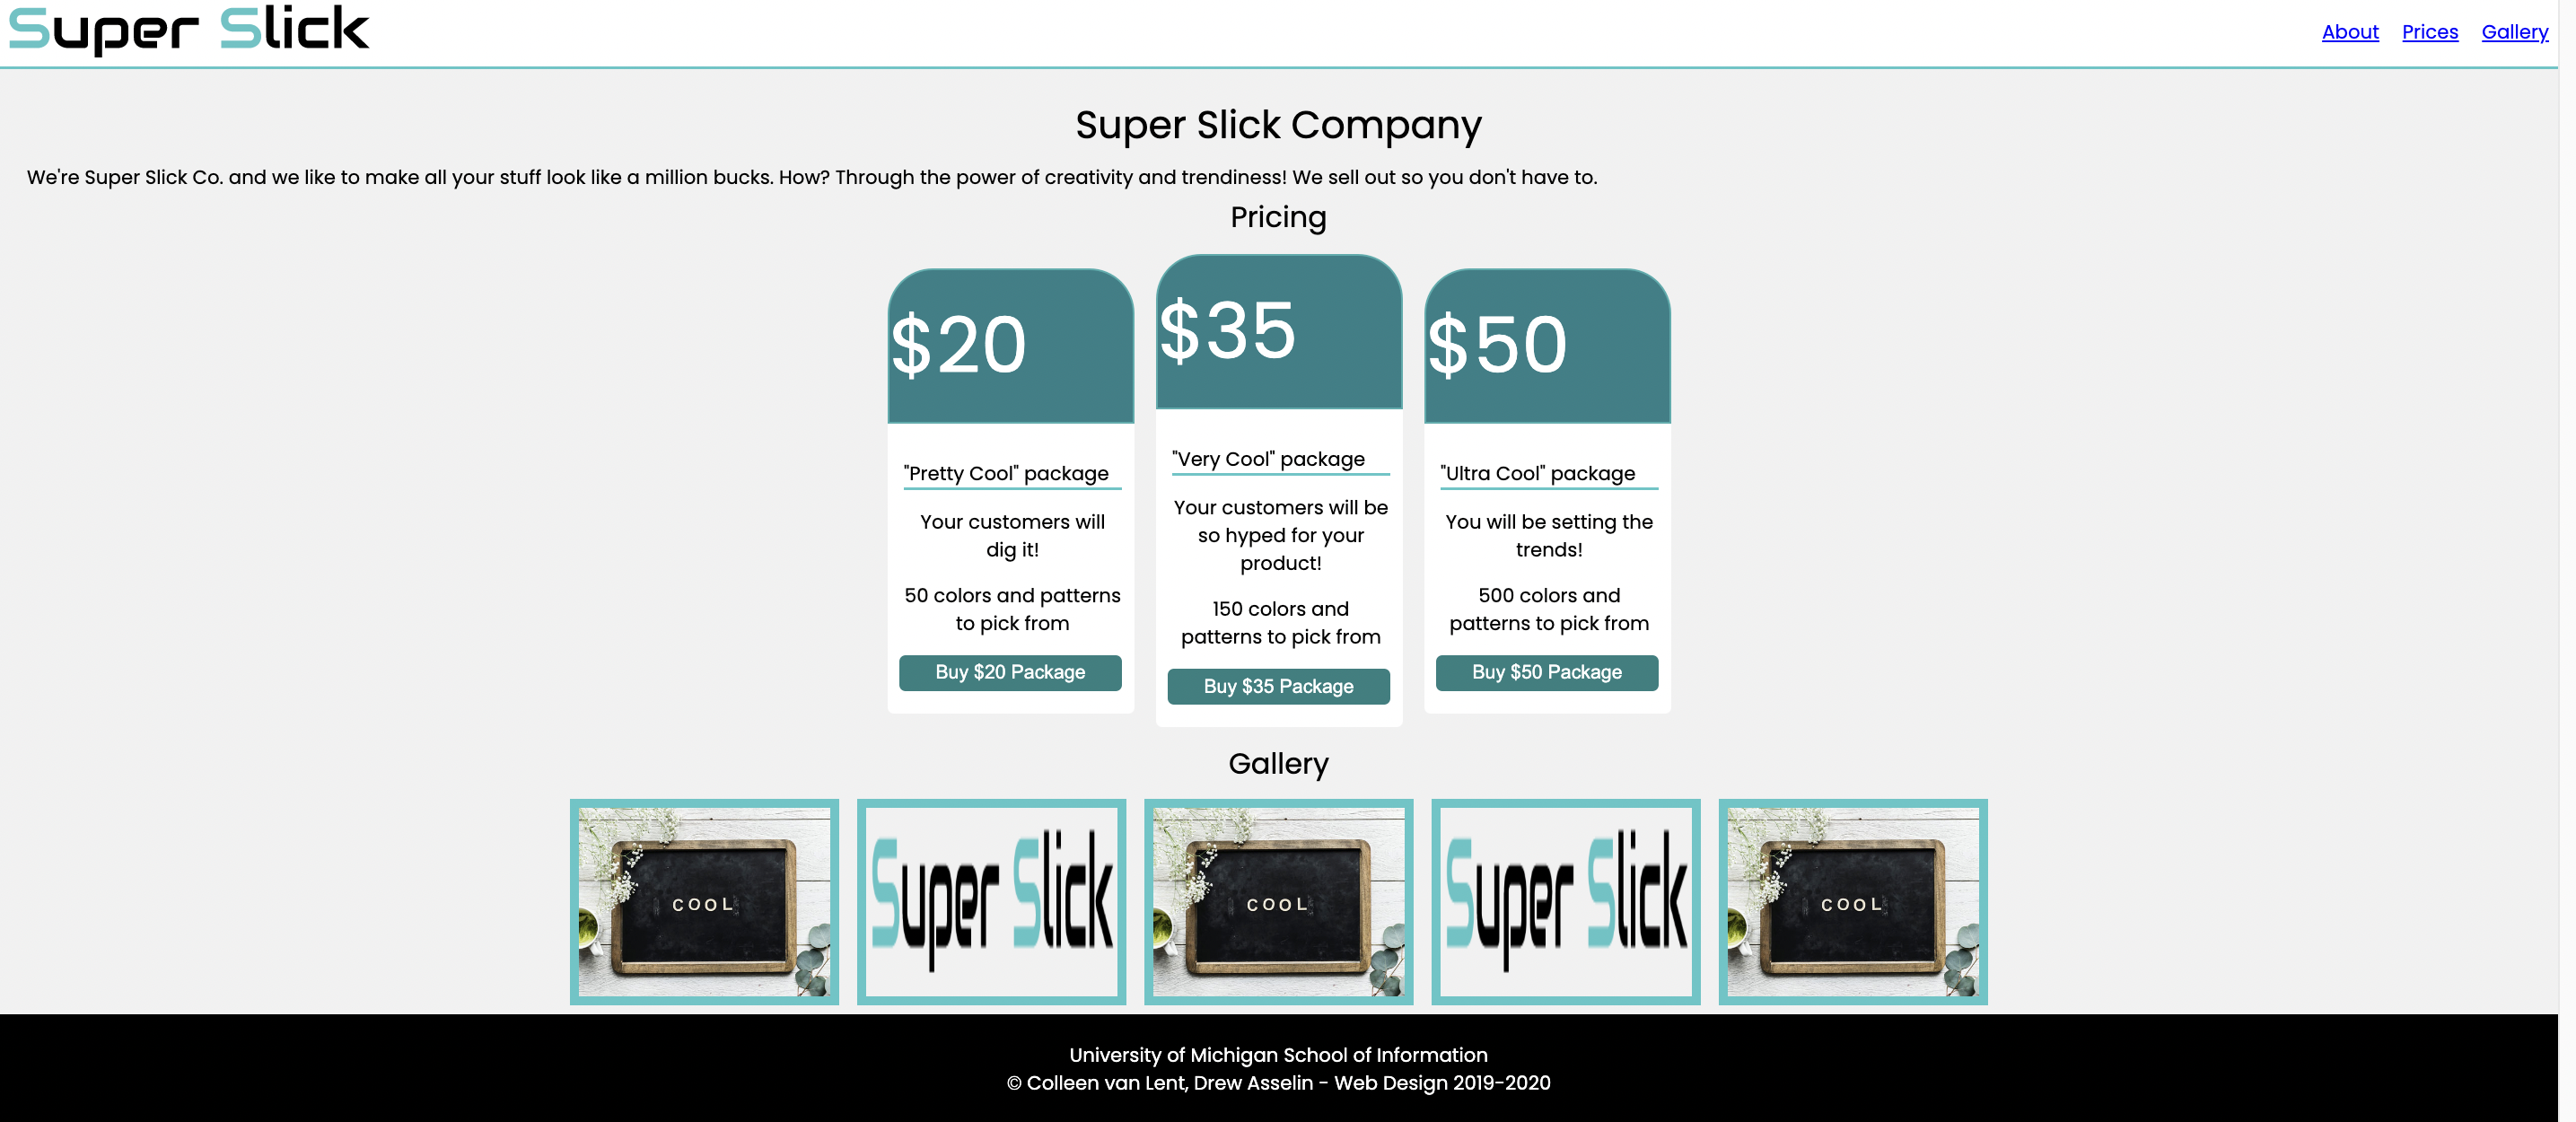 Super Slick
About Prices Gallery
Super Slick Company
We're Super Slick Co. and we like to make all your stuff look like a million bucks. How? Through the power of creativity and trendiness! We sell out so you don't have to.
Pricing
$20
"Pretty Cool" package
Your customers will
dig it!
50 colors and patterns
to pick from
Buy $20 Package
$35
"Very Cool" package
Your customers will be
so hyped for your
product!
150 colors and
patterns to pick from
Buy $35 Package
$50
"Ultra Cool" package
You will be setting the
trends!
500 colors and
patterns to pick from
Buy $50 Package
Gallery
COOL
Super Slick
COOL
Super Slick
COOL
University of Michigan School of Information
© Colleen van Lent, Drew Asselin - Web Design 2019-2020